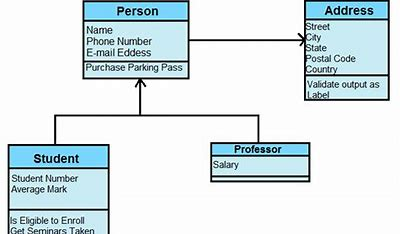 Person
Name
Phone Number
E-mail Eddess
Purchase Parking Pass
Address
Street
City
State
Postal Code
Country
Validate output as
Label
Student
Student Number
Average Mark
Is Eligible to Enroll
Get Seminars Taken
Professor
Salary